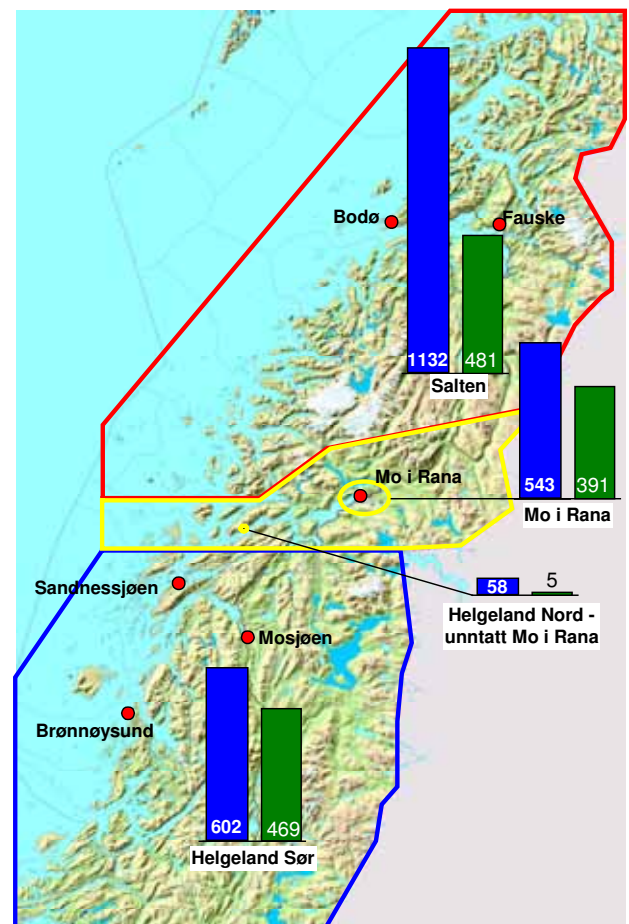 Bodø
Fauske
1132
481
Salten
Mo i Rana
543
391
Mo i Rana
Sandnessjøen
58
5
Helgeland Nord -
unntatt Mo i Rana
Mosjøen
Brønnøysund
602
469
Helgeland Sør